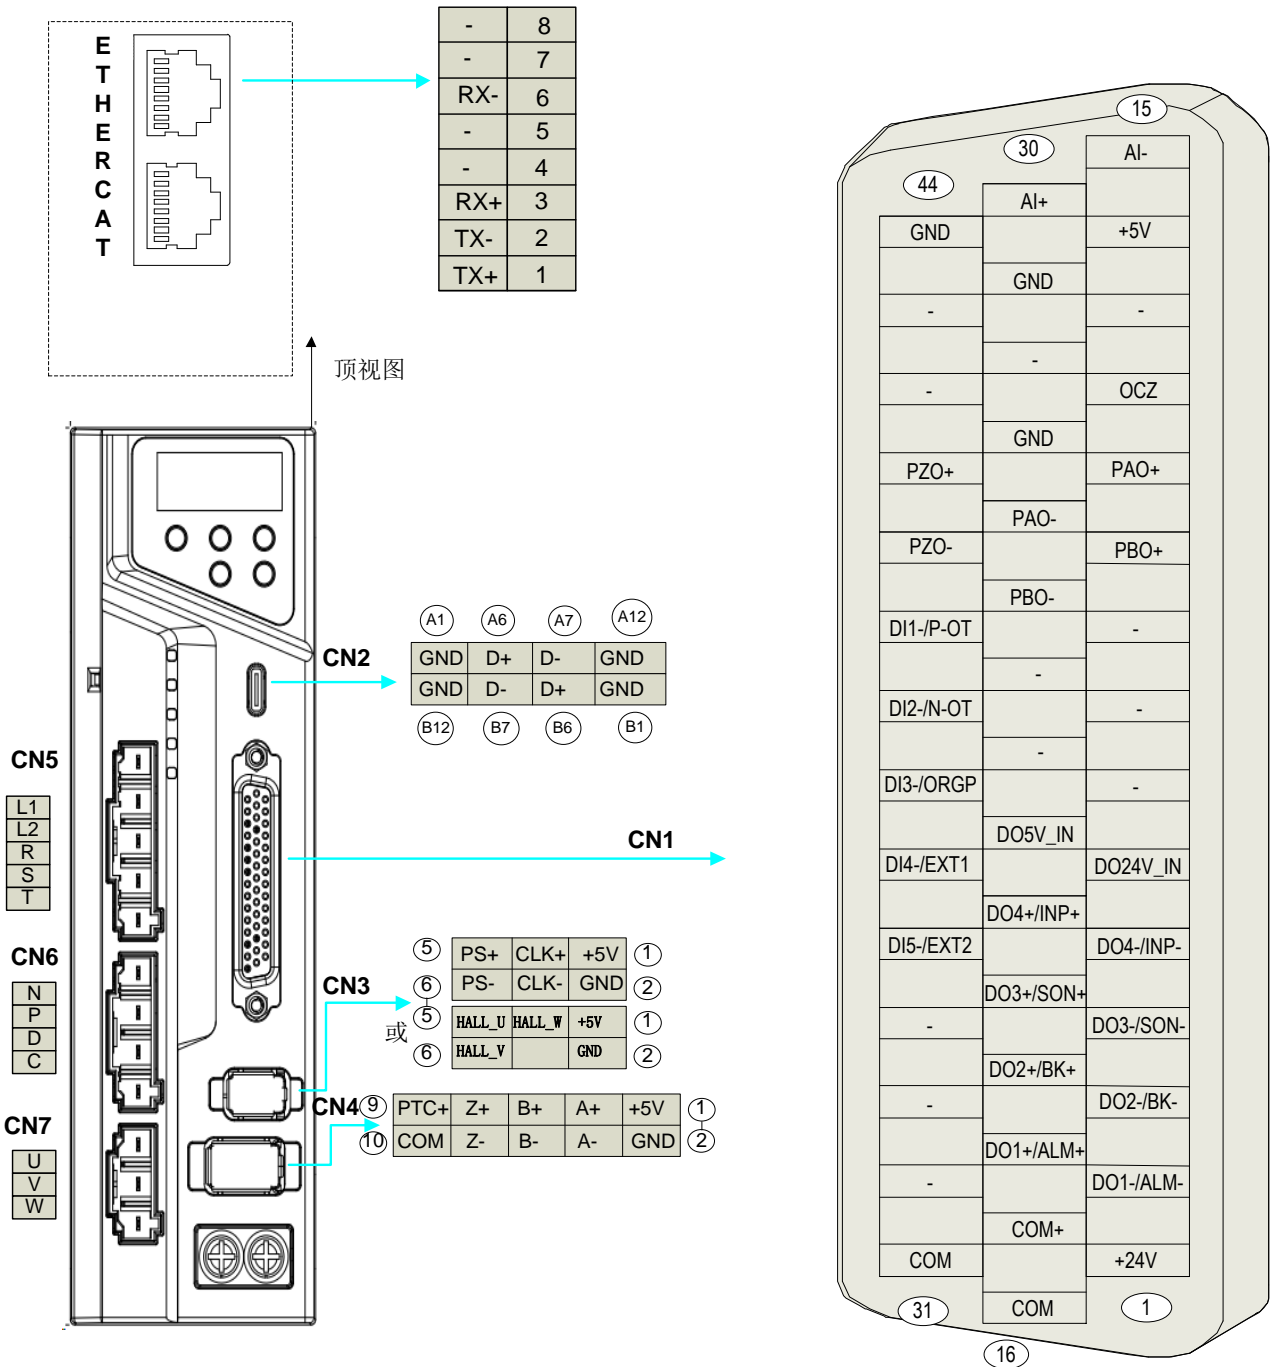 ETHERCAT
- 8
- 7
RX- 6
- 5
- 4
RX+ 3
TX- 2
TX+ 1
顶视图
CN2
A1 A6 A7 A12
GND D+ D- GND
GND D- D+ GND
B12 B7 B6 B1
CN5
L1
L2
R
S
T
CN1
CN6
N
P
D
C
CN3
5 PS+ CLK+ +5V 1
6 PS- CLK- GND 2
或
5 HALL_U HALL_W +5V 1
6 HALL_V GND 2
CN4
9 PTC+ Z+ B+ A+ +5V 1
10 COM Z- B- A- GND 2
CN7
U
V
W
15
30
AI-
44
AI+
GND +5V
GND
- -
-
- OCZ
GND
PZO+ PAO+
PAO-
PZO- PBO+
PBO-
DI1-/P-OT -
-
DI2-/N-OT -
-
DI3-/ORGP -
DO5V_IN
DI4-/EXT1 DO24V_IN
DO4+/INP+
DI5-/EXT2 DO4-/INP-
DO3+/SON+
- DO3-/SON-
DO2+/BK+
- DO2-/BK-
DO1+/ALM+
- DO1-/ALM-
COM+
COM +24V
31 COM 1
16